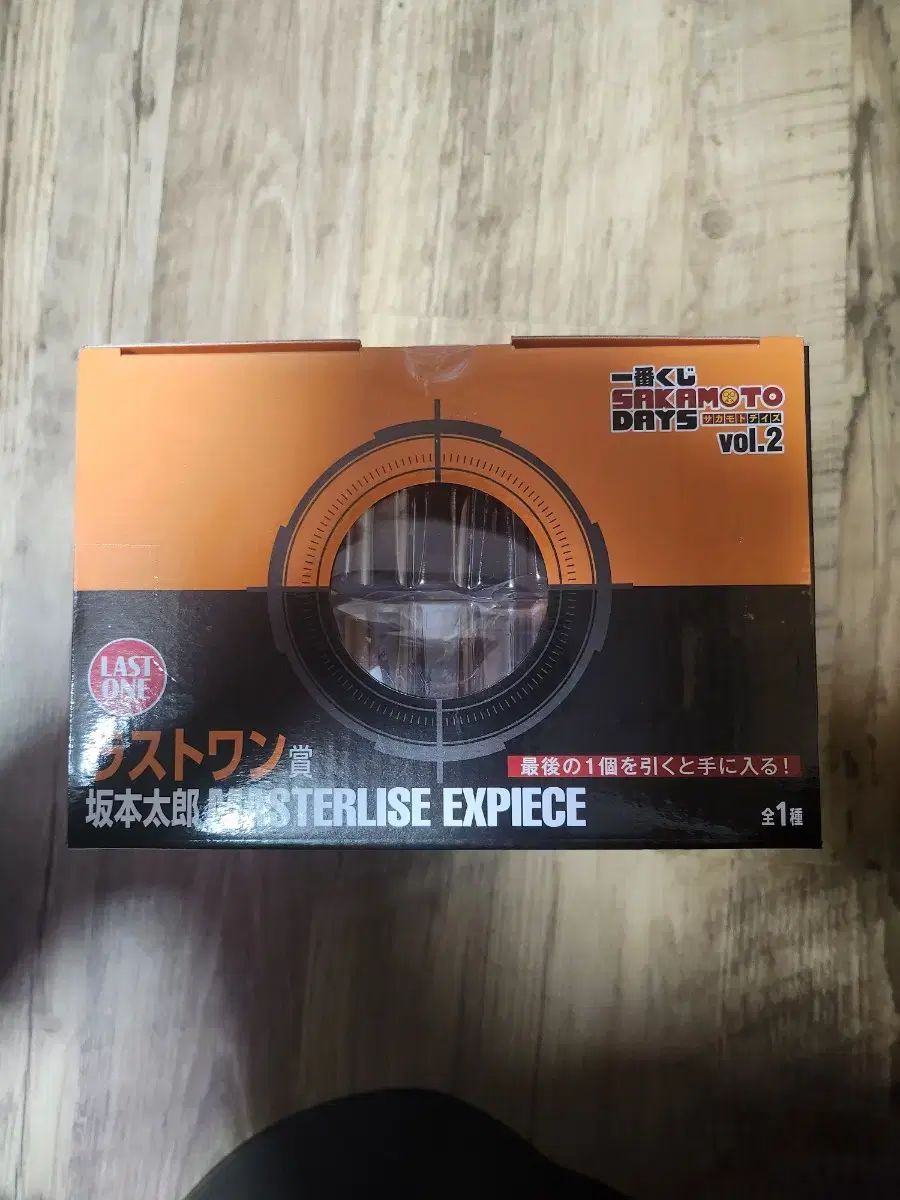 一番くじ
SAKAMOTO
DAYS サカモトデイズ
vol.2
LAST
ONE
ラストワン賞
最後の1個を引くと手に入る!
坂本太郎 MASTERLISE EXPIECE
全1種